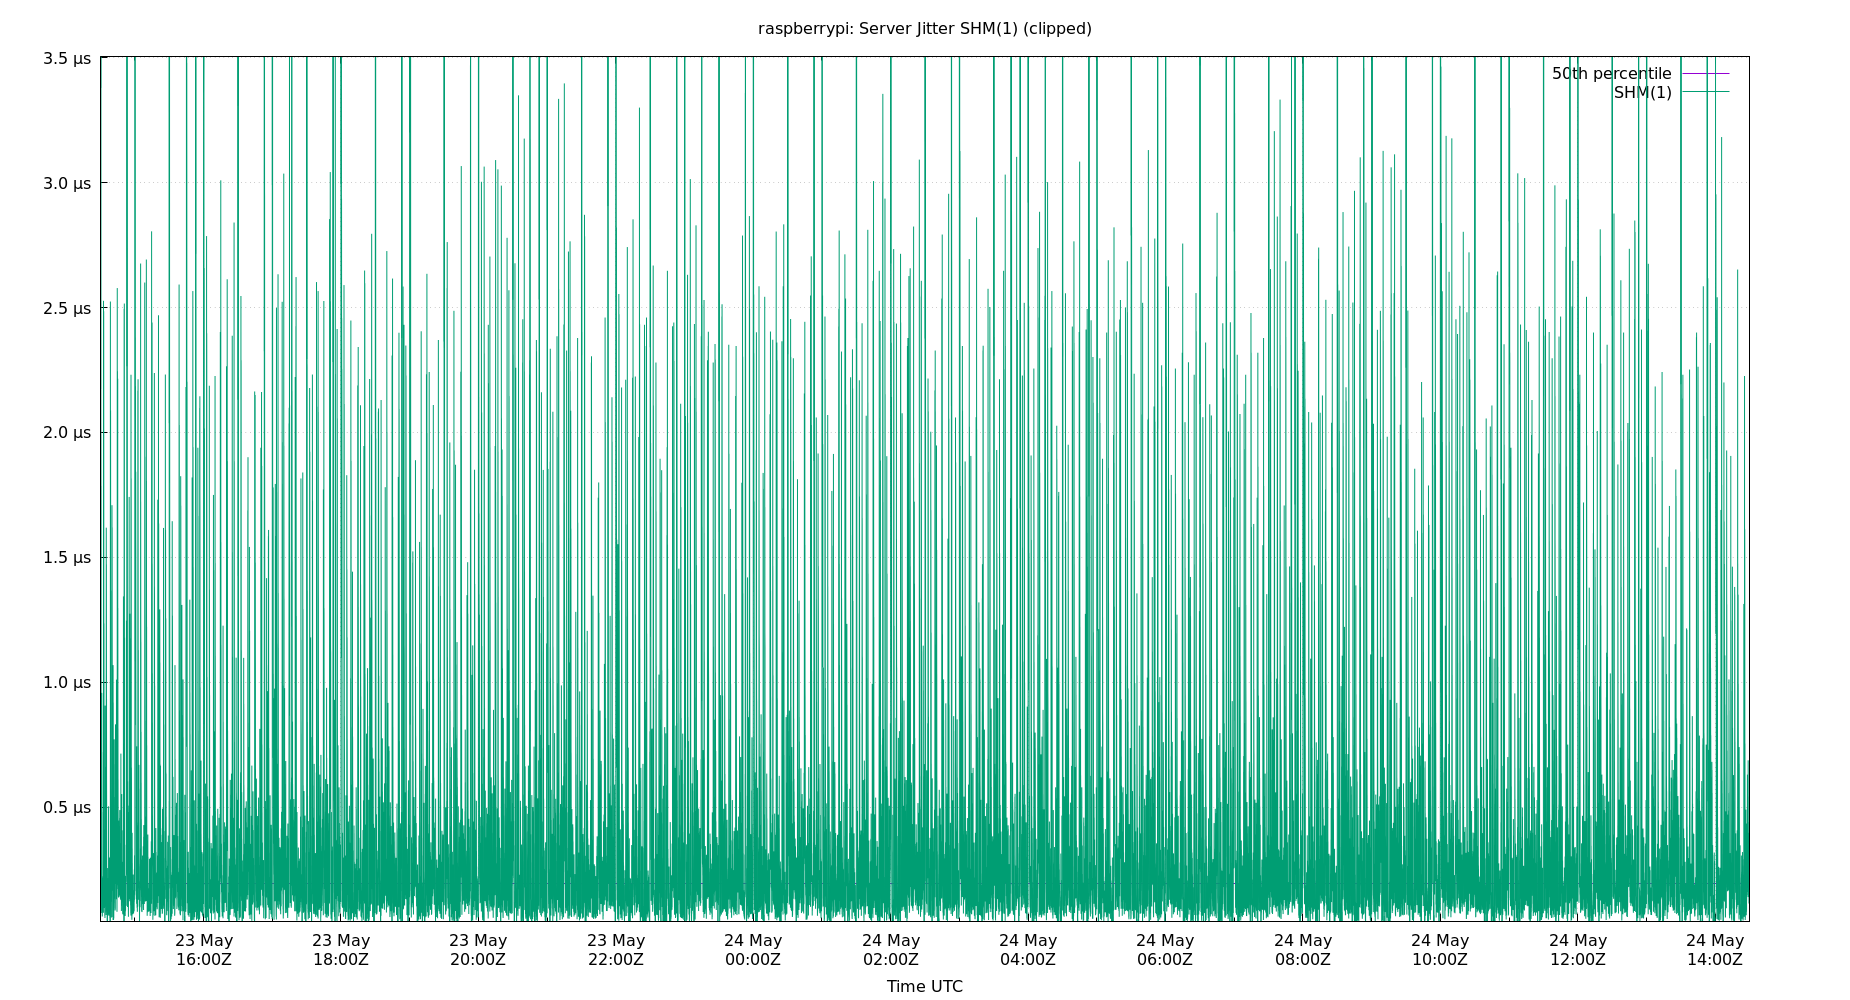 raspberrypi: Server Jitter SHM(1) (clipped)
3.5 µs
50th percentile
SHM(1)
3.0 µs
2.5 µs
2.0 µs
1.5 µs
1.0 µs
0.5 µs
23 May 23 May 23 May 23 May 24 May 24 May 24 May 24 May 24 May 24 May 24 May 24 May
16:00Z 18:00Z 20:00Z 22:00Z 00:00Z 02:00Z 04:00Z 06:00Z 08:00Z 10:00Z 12:00Z 14:00Z
Time UTC